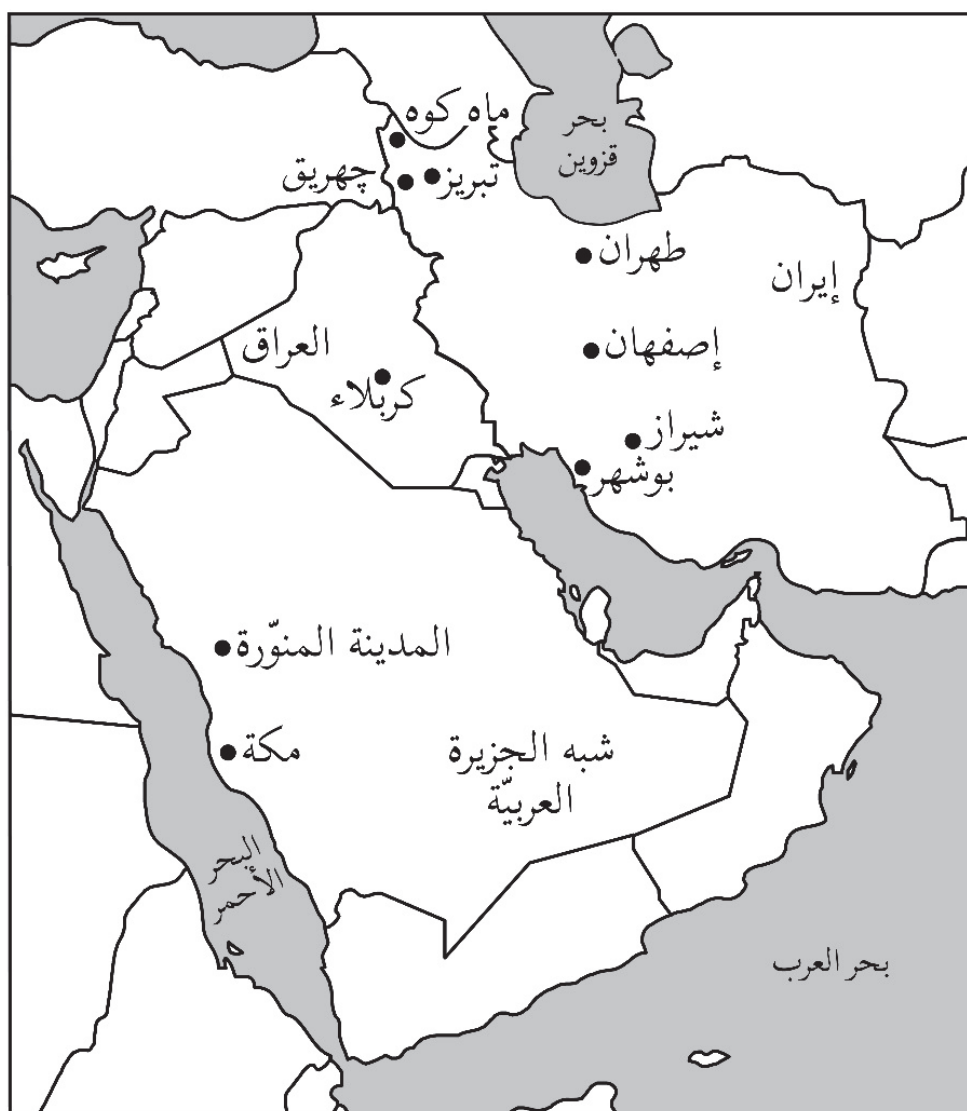 ماه كوه
بحر
قزوين
چهريق
تبريز
طهران
إيران
العراق
إصفهان
كربلاء
شيراز
بوشهر
المدينة المنوّرة
مكة
شبه الجزيرة
العربيّة
البحر
الأحمر
بحر العرب